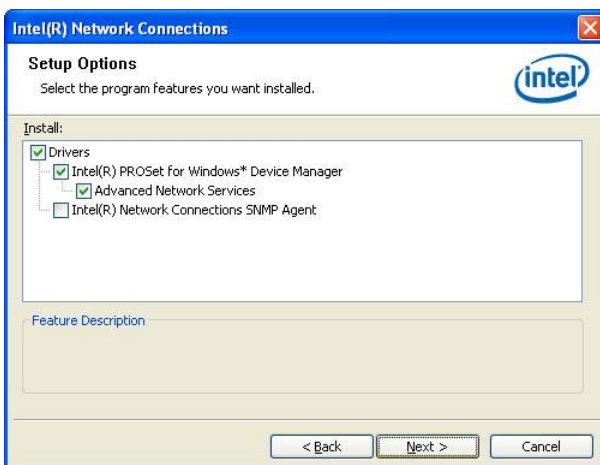 Intel(R) Network Connections
Setup Options
Select the program features you want installed.
intel
Install:
Drivers
Intel(R) PROSet for Windows* Device Manager
Advanced Network Services
Intel(R) Network Connections SNMP Agent
Feature Description
< Back
Next >
Cancel